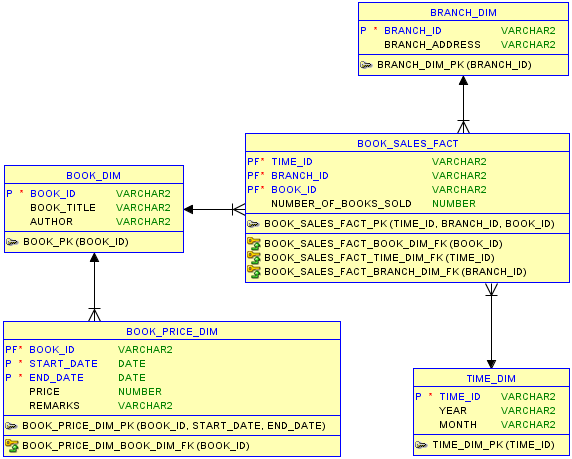 BRANCH_DIM
P * BRANCH_ID VARCHAR2
BRANCH_ADDRESS VARCHAR2
BRANCH_DIM_PK (BRANCH_ID)
BOOK_SALES_FACT
PF* TIME_ID VARCHAR2
PF* BRANCH_ID VARCHAR2
PF* BOOK_ID VARCHAR2
NUMBER_OF_BOOKS_SOLD NUMBER
BOOK_SALES_FACT_PK (TIME_ID, BRANCH_ID, BOOK_ID)
BOOK_SALES_FACT_BOOK_DIM_FK (BOOK_ID)
BOOK_SALES_FACT_TIME_DIM_FK (TIME_ID)
BOOK_SALES_FACT_BRANCH_DIM_FK (BRANCH_ID)
BOOK_DIM
P * BOOK_ID VARCHAR2
BOOK_TITLE VARCHAR2
AUTHOR VARCHAR2
BOOK_PK (BOOK_ID)
BOOK_PRICE_DIM
PF* BOOK_ID VARCHAR2
P * START_DATE DATE
P * END_DATE DATE
PRICE NUMBER
REMARKS VARCHAR2
BOOK_PRICE_DIM_PK (BOOK_ID, START_DATE, END_DATE)
BOOK_PRICE_DIM_BOOK_DIM_FK (BOOK_ID)
TIME_DIM
P * TIME_ID VARCHAR2
YEAR VARCHAR2
MONTH VARCHAR2
TIME_DIM_PK (TIME_ID)